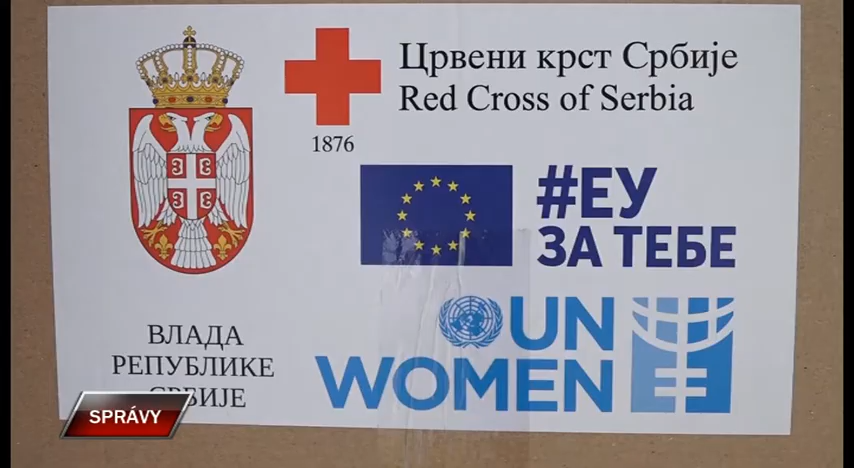 Црвени крст Србије
Red Cross of Serbia
1876
#ЕУ
ЗА ТЕБЕ
ВЛАДА
РЕПУБЛИКЕ
СРБИЈЕ
UN
WOMEN
SPRÁVY